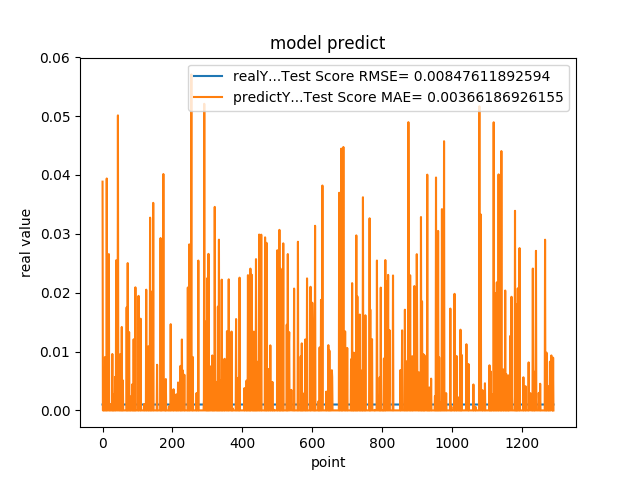 model predict
realY...Test Score RMSE= 0.00847611892594
predictY...Test Score MAE= 0.00366186926155
0.06
0.05
0.04
0.03
0.02
0.01
0.00
real value
0 200 400 600 800 1000 1200
point